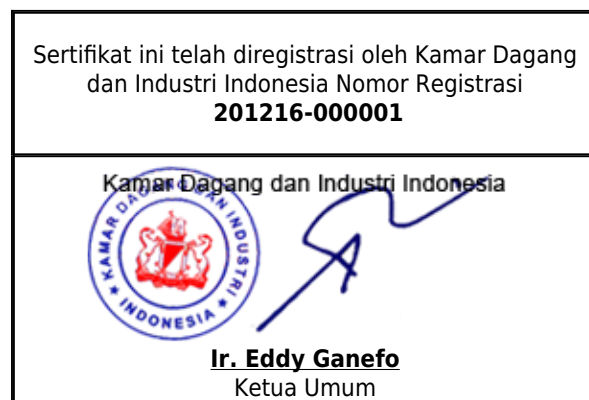 Sertifikat ini telah diregistrasi oleh Kamar Dagang
dan Industri Indonesia Nomor Registrasi
201216-000001
Kamar Dagang dan Industri Indonesia
KAMAR DAGANG DAN INDUSTRI
INDONESIA
Ir. Eddy Ganefo
Ketua Umum